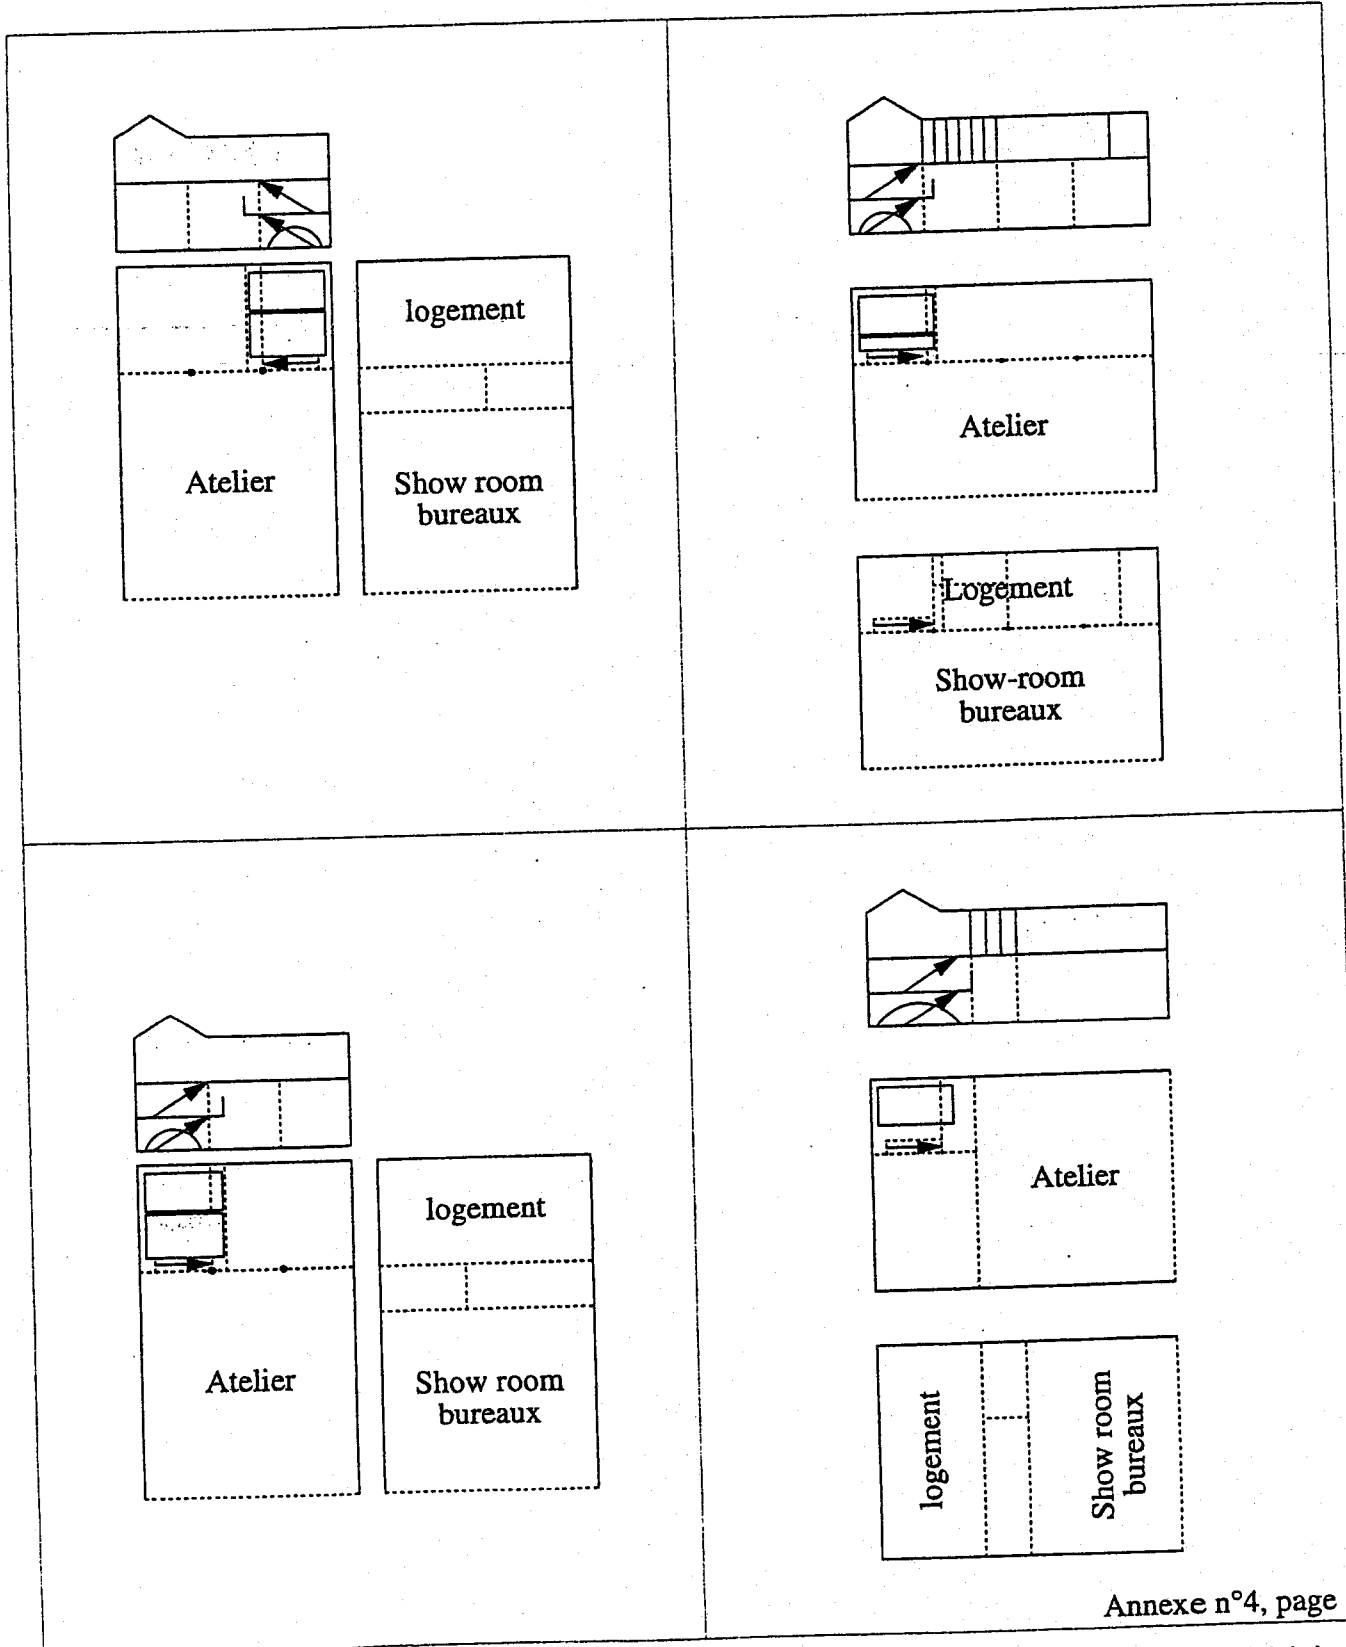 logement
Atelier
Show room
bureaux
Atelier
Logement
Show-room
bureaux
logement
Atelier
Show room
bureaux
Atelier
logement
Show room
bureaux
Annexe n°4, page